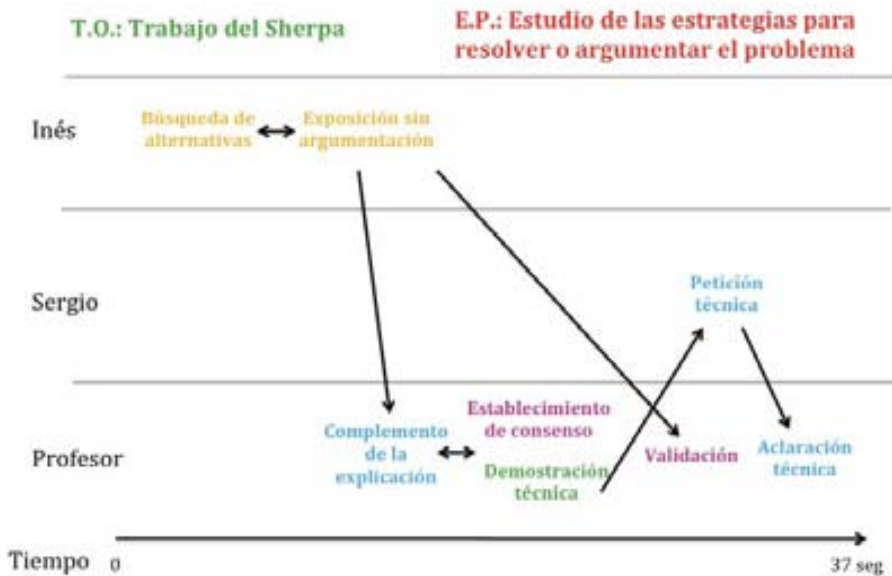 T.O.: Trabajo del Sherpa
E.P.: Estudio de las estrategias para
resolver o argumentar el problema
Inés
Búsqueda de
alternativas
Exposición sin
argumentación
Sergio
Petición
técnica
Profesor
Complemento
de la
explicación
Establecimiento
de consenso
Demostración
técnica
Validación
Aclaración
técnica
Tiempo
0
37 seg